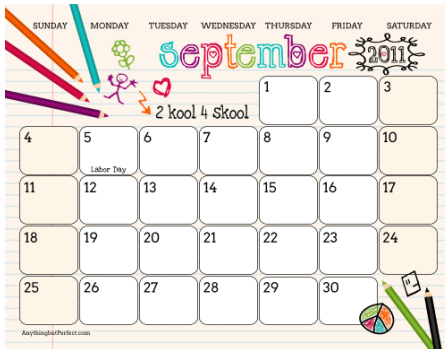 SUNDAY MONDAY TUESDAY WEDNESDAY THURSDAY FRIDAY SATURDAY
september 2011
2 kool 4 skool
1 2 3
4 5 6 7 8 9 10
Labor Day
11 12 13 14 15 16 17
18 19 20 21 22 23 24
25 26 27 28 29 30
AnythingbutPerfect.com